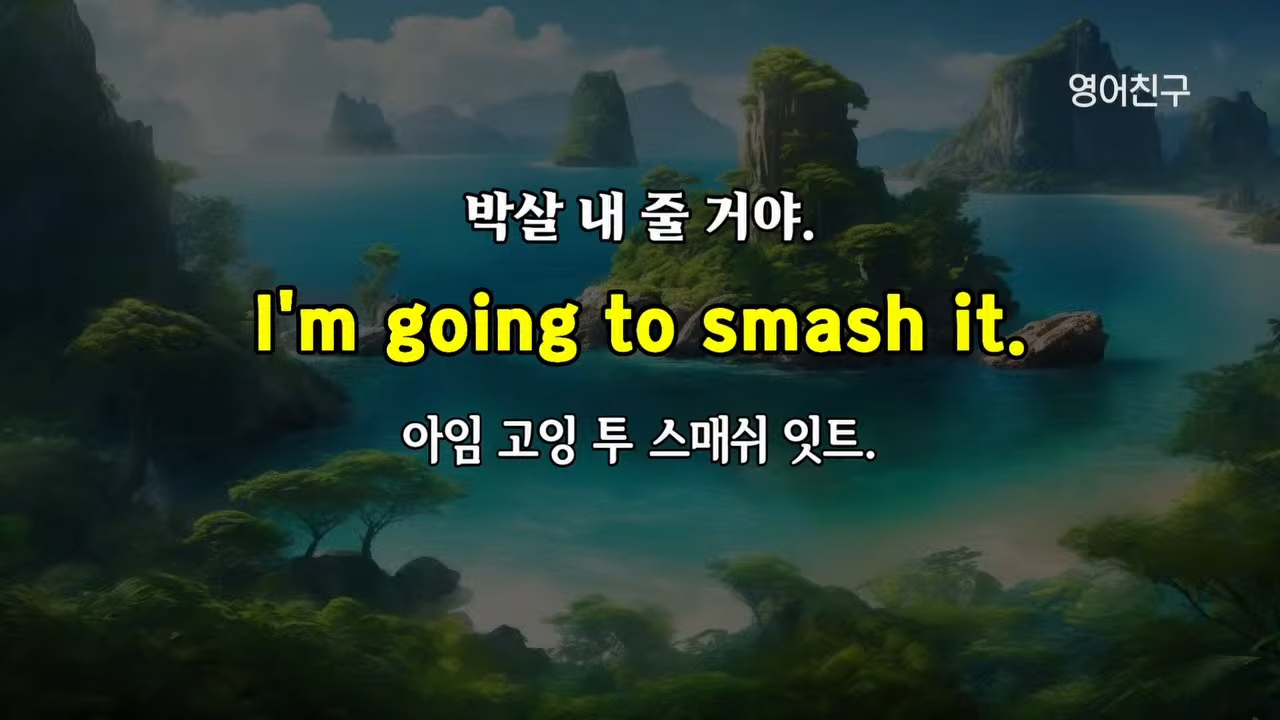 영어친구
박살 내 줄 거야.
I'm going to smash it.
아임 고잉 투 스매쉬 잇트.